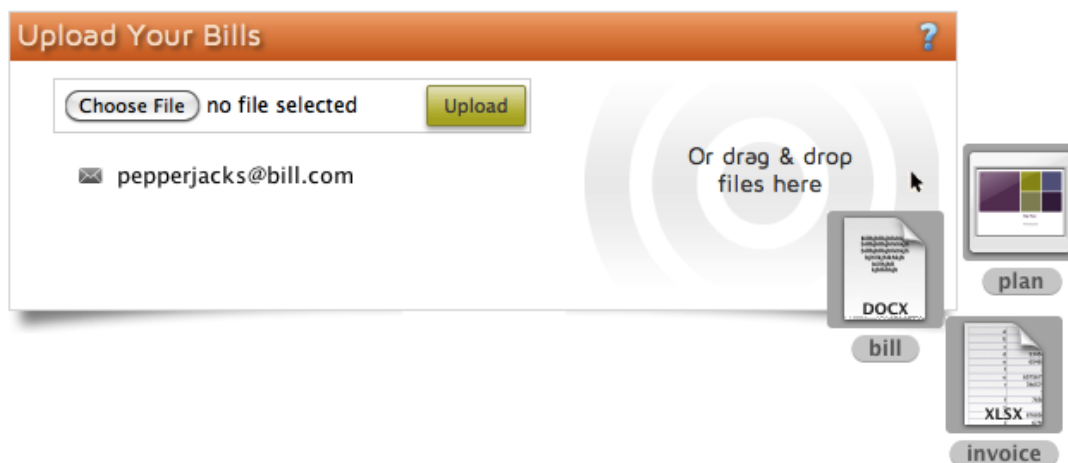 Upload Your Bills
?
Choose File no file selected
Upload
pepperjacks@bill.com
Or drag & drop
files here
plan
DOCX
bill
XLSX
invoice